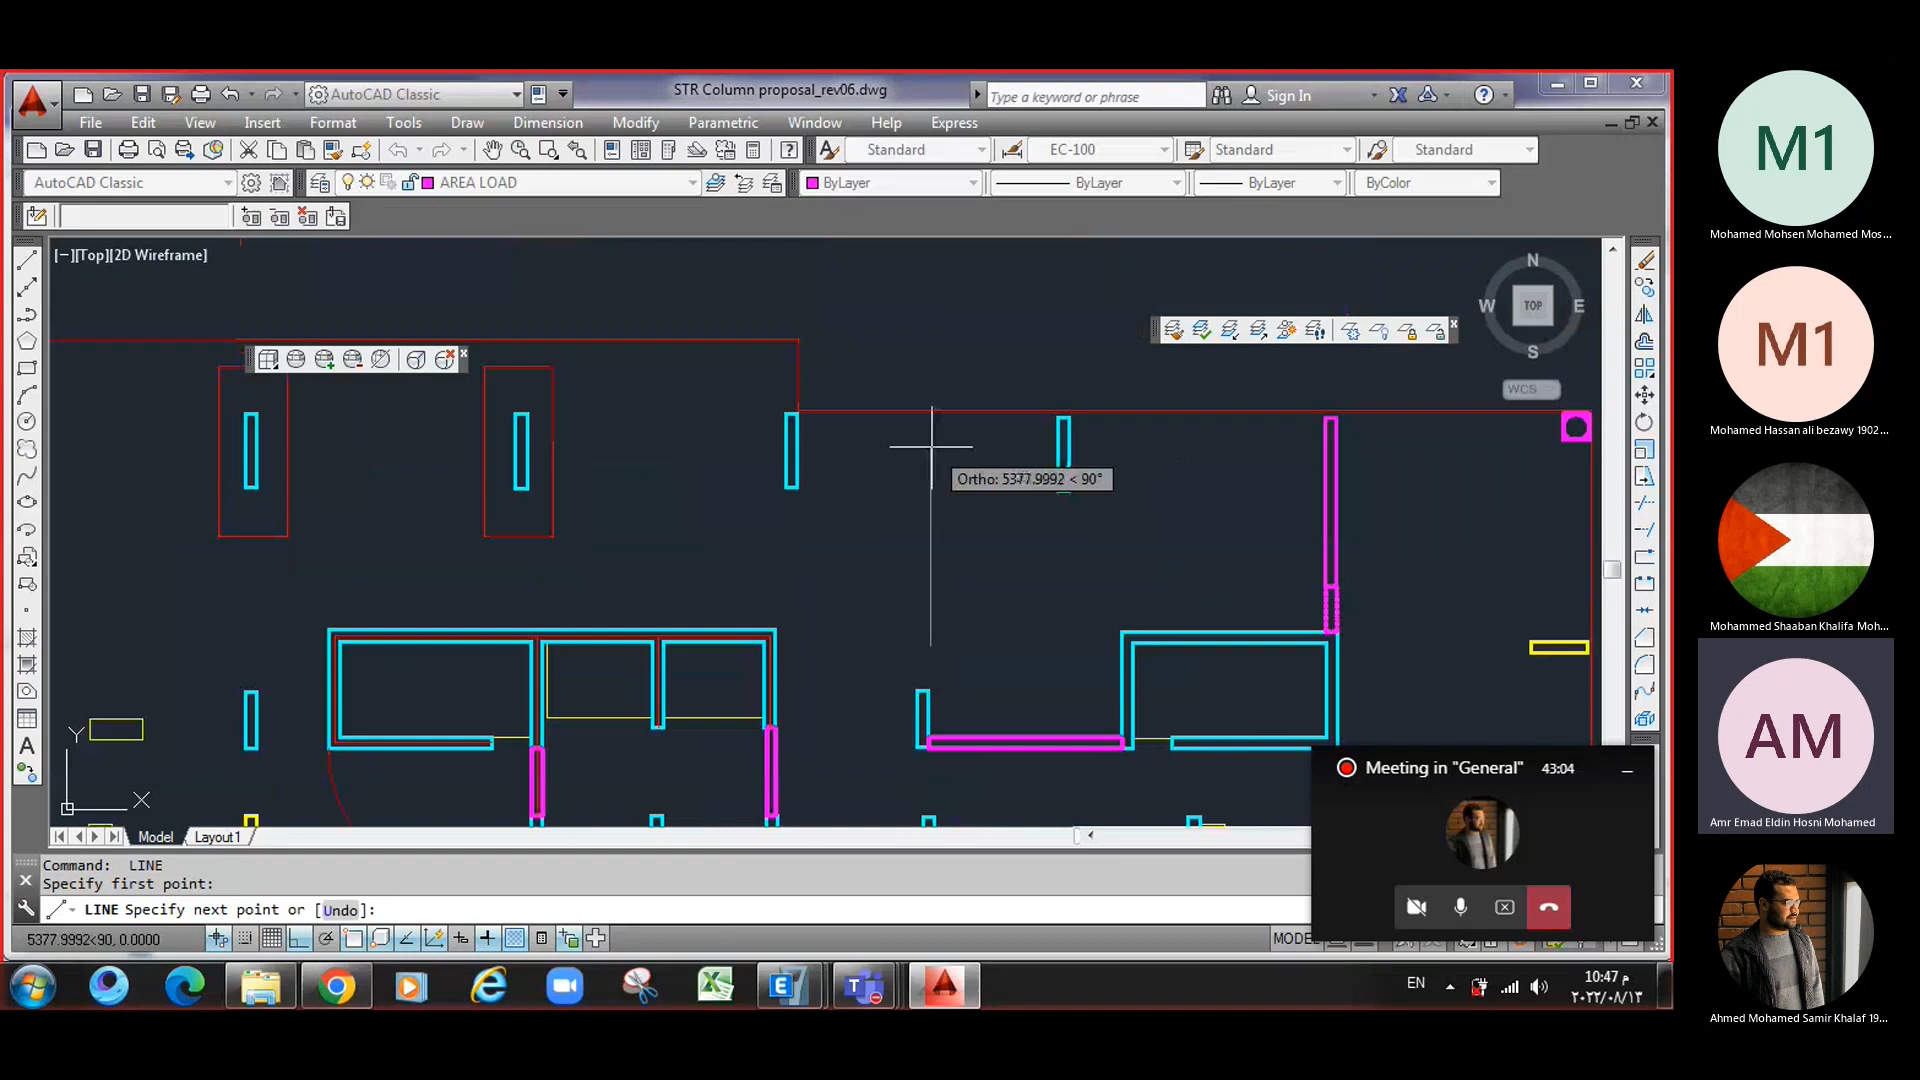 AutoCAD Classic
STR Column proposal_rev06.dwg
Type a keyword or phrase
Sign In
File Edit View Insert Format Tools Draw Dimension Modify Parametric Window Help Express
Standard EC-100 Standard Standard
AutoCAD Classic AREA LOAD ByLayer ByLayer ByLayer ByColor
[−][Top][2D Wireframe]
N
W TOP E
S
WCS
Ortho: 5377.9992 < 90°
Y
X
Model Layout1
Command: LINE
Specify first point:
LINE Specify next point or [Undo]:
5377.9992<90, 0.0000
MODEL
Meeting in "General" 43:04
EN
10:47 م
٢٠٢٢/٠٨/١٣
M1
Mohamed Mohsen Mohamed Mos...
M1
Mohamed Hassan ali bezawy 1902...
Mohammed Shaaban Khalifa Moh...
AM
Amr Emad Eldin Hosni Mohamed
Ahmed Mohamed Samir Khalaf 19...